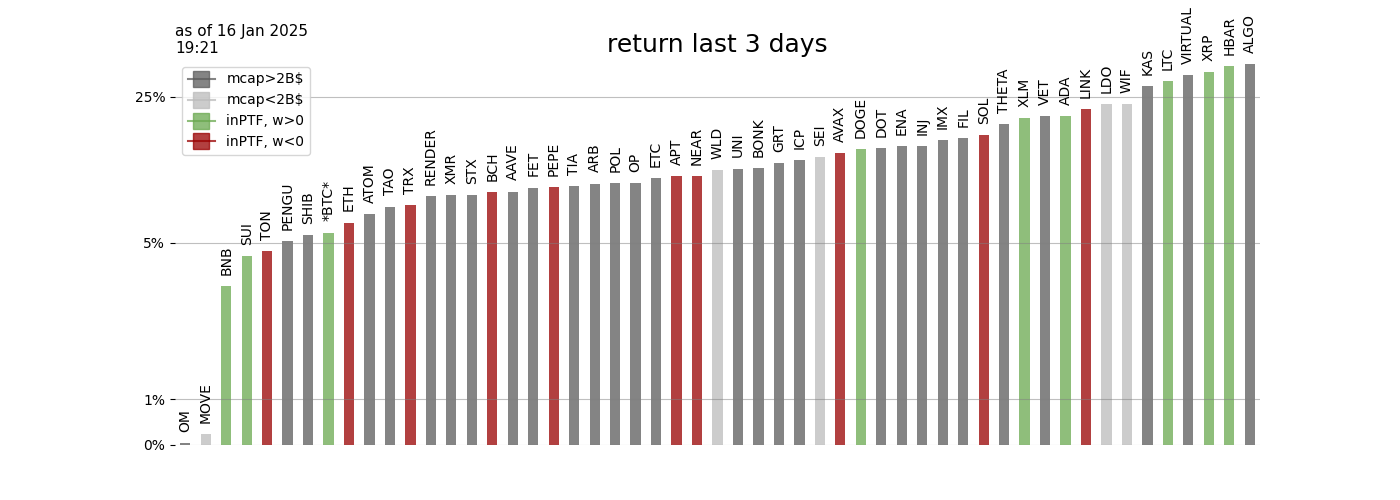 as of 16 Jan 2025
19:21
return last 3 days
mcap>2B$
mcap<2B$
inPTF, w>0
inPTF, w<0
25%
5%
1%
0%
OM
MOVE
BNB
SUI
TON
PENGU
SHIB
*BTC*
ETH
ATOM
TAO
TRX
RENDER
XMR
STX
BCH
AAVE
FET
PEPE
TIA
ARB
POL
OP
ETC
APT
NEAR
WLD
UNI
BONK
GRT
ICP
SEI
AVAX
DOGE
DOT
ENA
INJ
IMX
FIL
SOL
THETA
XLM
VET
ADA
LINK
LDO
WIF
KAS
LTC
VIRTUAL
XRP
HBAR
ALGO